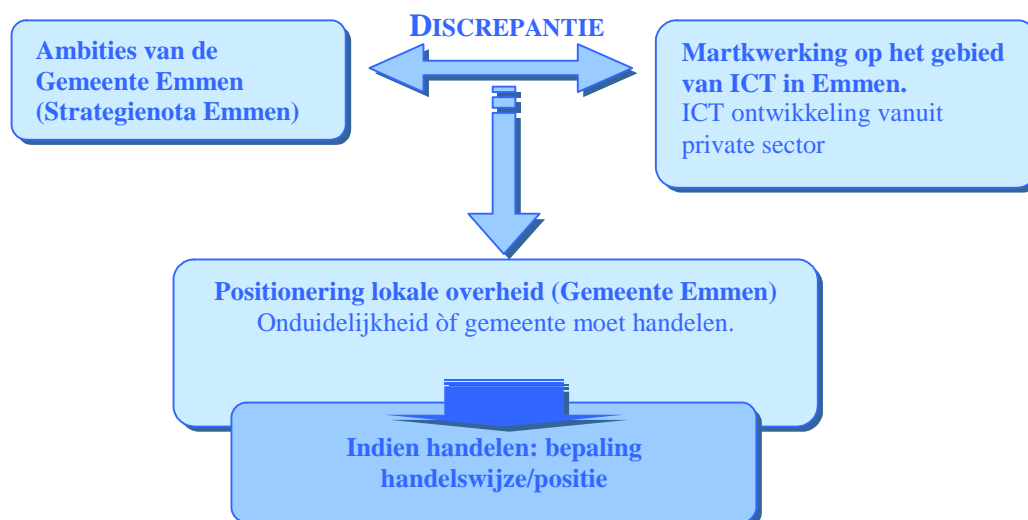 DISCREPANTIE
Ambities van de
Gemeente Emmen
(Strategienota Emmen)
Martkwerking op het gebied
van ICT in Emmen.
ICT ontwikkeling vanuit
private sector
Positionering lokale overheid (Gemeente Emmen)
Onduidelijkheid òf gemeente moet handelen.
Indien handelen: bepaling
handelswijze/positie